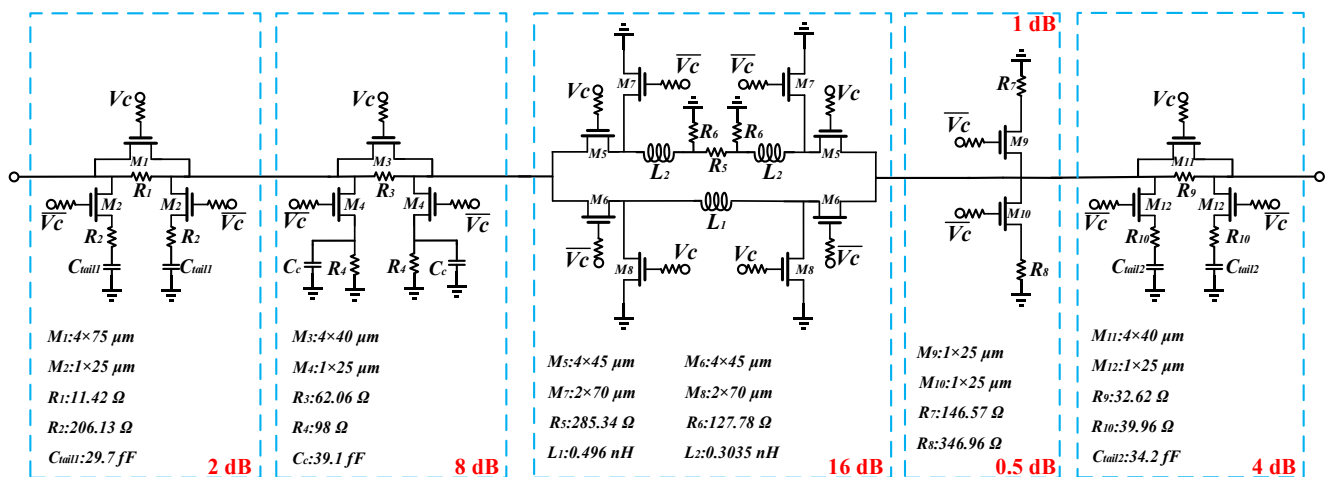 1 dB
Vc
M1
R1
M2
M2
Vc
Vc
R2
R2
Ctail1
Ctail1
M1:4×75 μm
M2:1×25 μm
R1:11.42 Ω
R2:206.13 Ω
Ctail1:29.7 fF
2 dB
Vc
M3
R3
M4
M4
Vc
Vc
Cc
R4
R4
Cc
M3:4×40 μm
M4:1×25 μm
R3:62.06 Ω
R4:98 Ω
Cc:39.1 fF
8 dB
Vc
M7
Vc
Vc
M7
Vc
M5
R6
R6
M5
L2
R5
L2
M6
L1
M6
Vc
M8
Vc
Vc
M8
Vc
M5:4×45 μm
M6:4×45 μm
M7:2×70 μm
M8:2×70 μm
R5:285.34 Ω
R6:127.78 Ω
L1:0.496 nH
L2:0.3035 nH
16 dB
R7
Vc
M9
Vc
M10
R8
M9:1×25 μm
M10:1×25 μm
R7:146.57 Ω
R8:346.96 Ω
0.5 dB
Vc
M11
R9
M12
M12
Vc
Vc
R10
R10
Ctail2
Ctail2
M11:4×40 μm
M12:1×25 μm
R9:32.62 Ω
R10:39.96 Ω
Ctail2:34.2 fF
4 dB